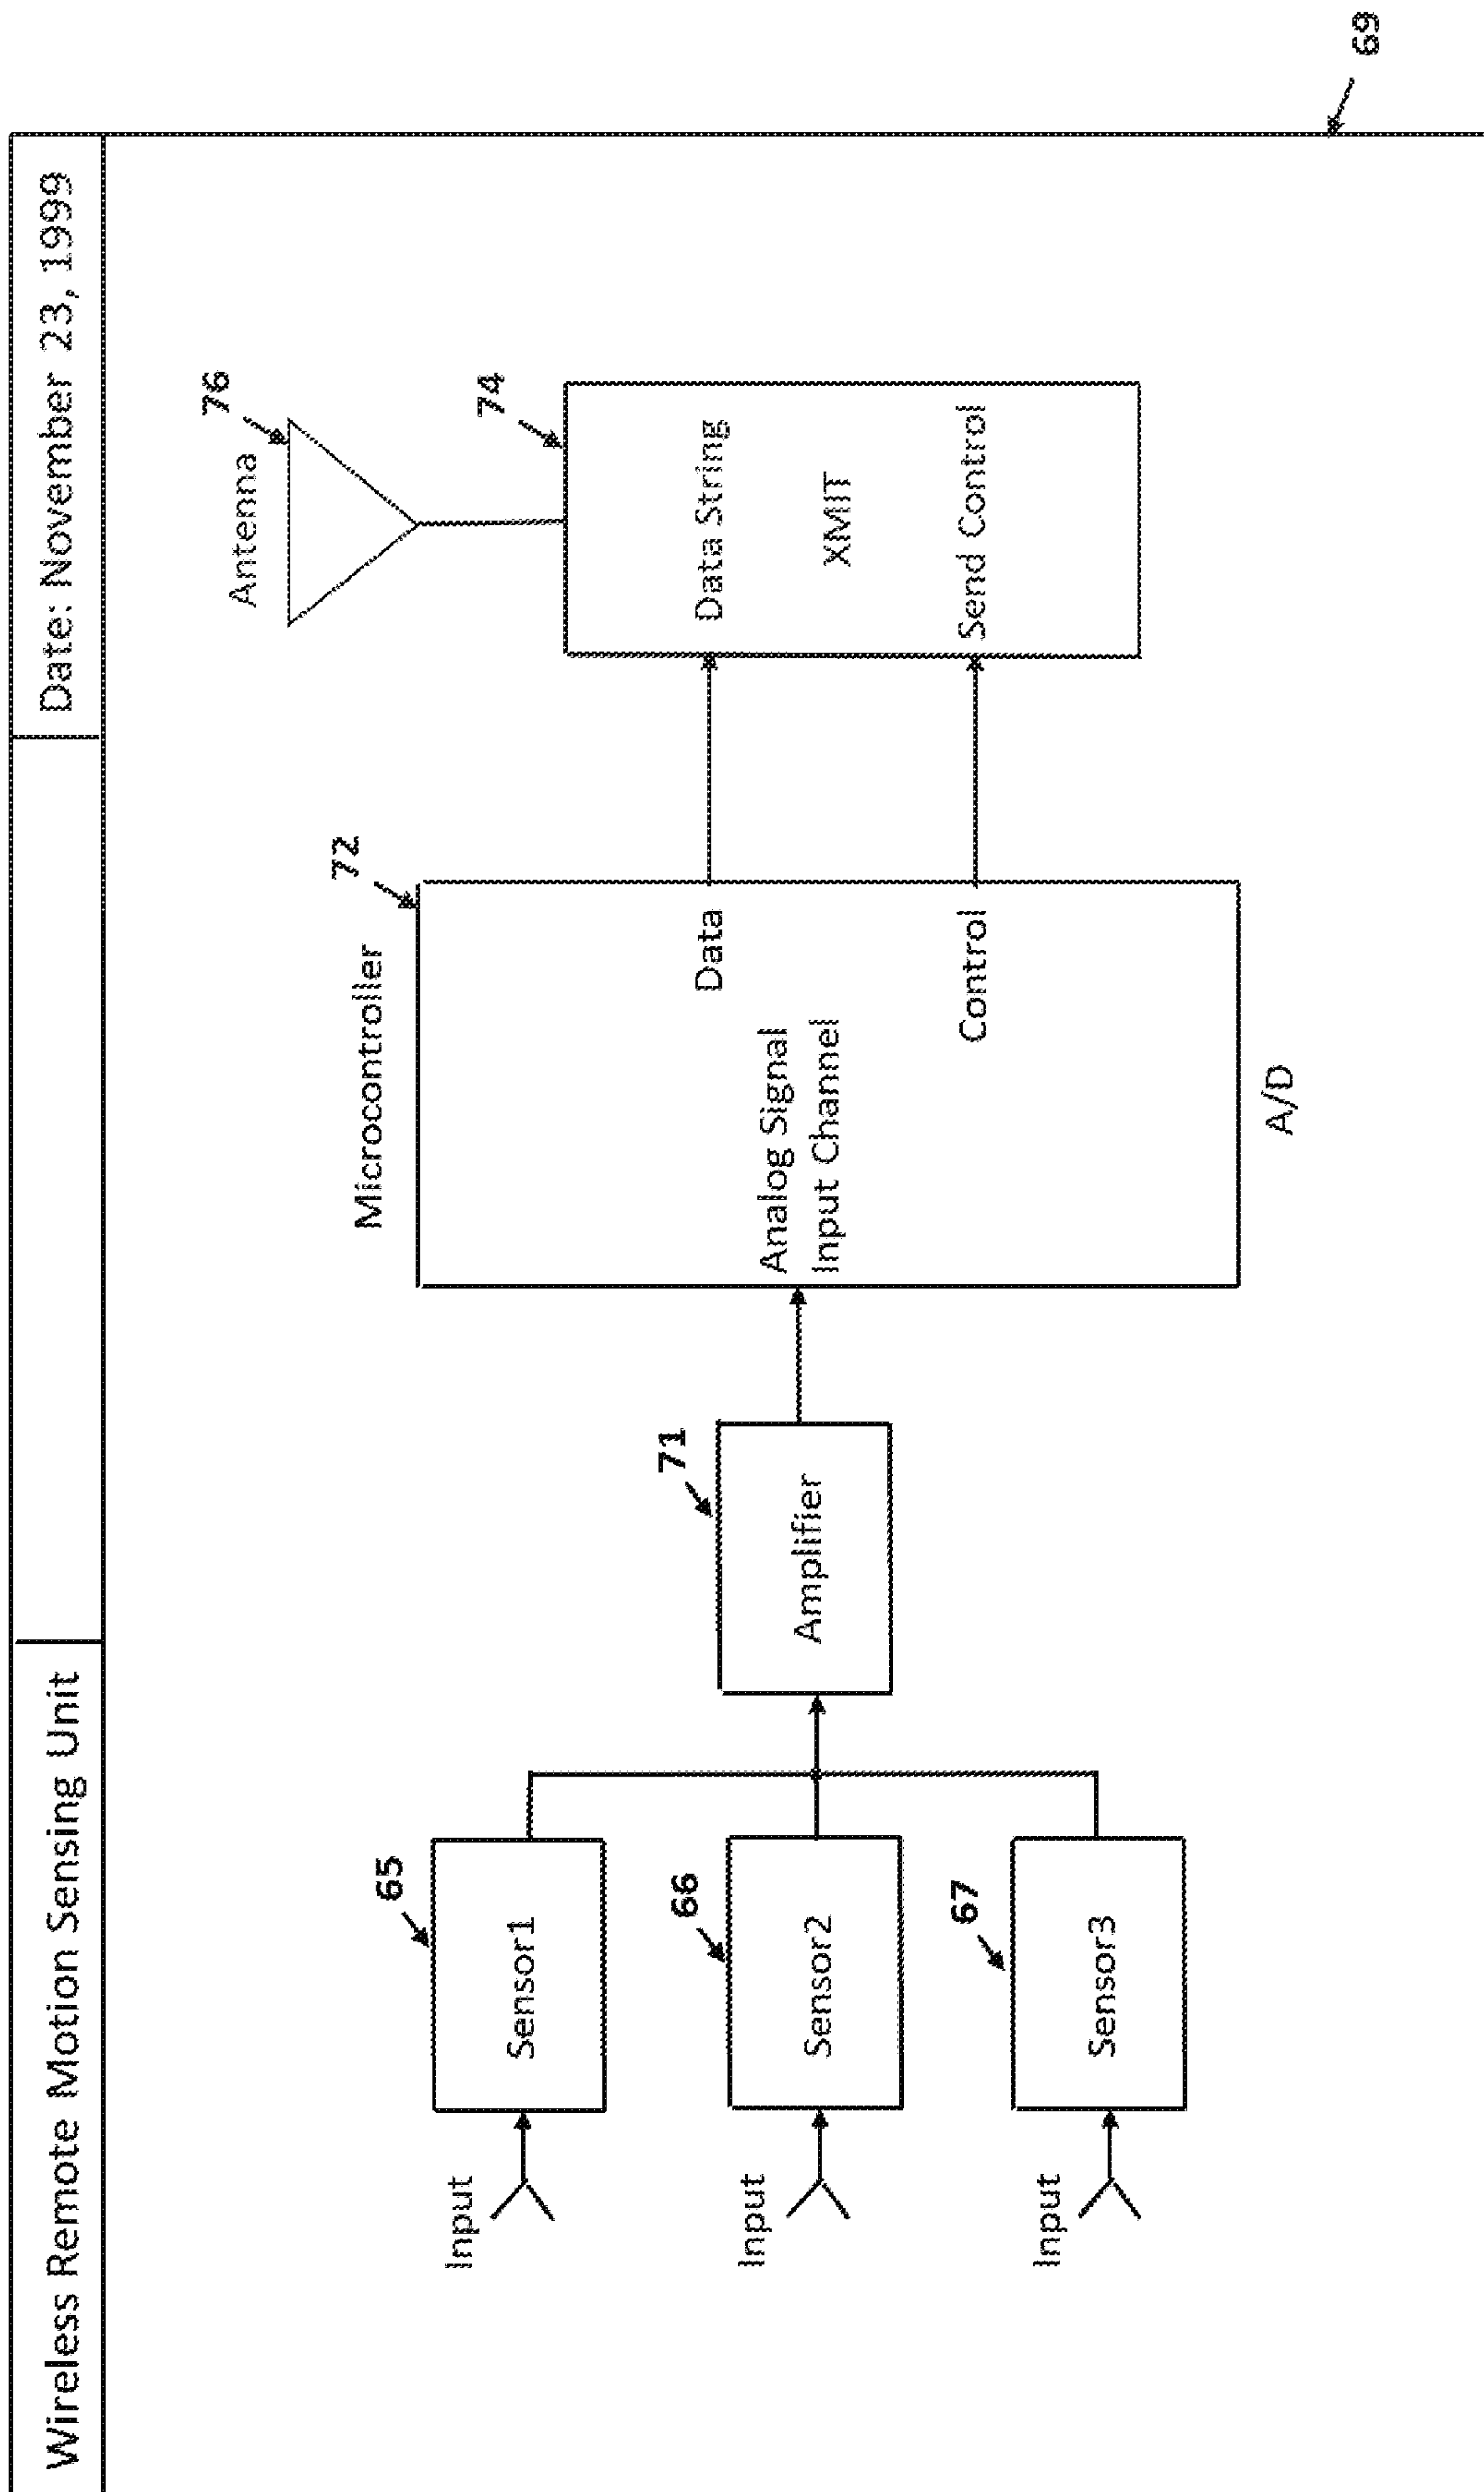 Wireless Remote Motion Sensing Unit
Date: November 23, 1999
69
Input
Sensor1
65
Input
Sensor2
66
Input
Sensor3
67
Amplifier
71
Microcontroller
72
Analog Signal
Input Channel
Data
Control
A/D
Antenna
76
74
Data String
XMIT
Send Control